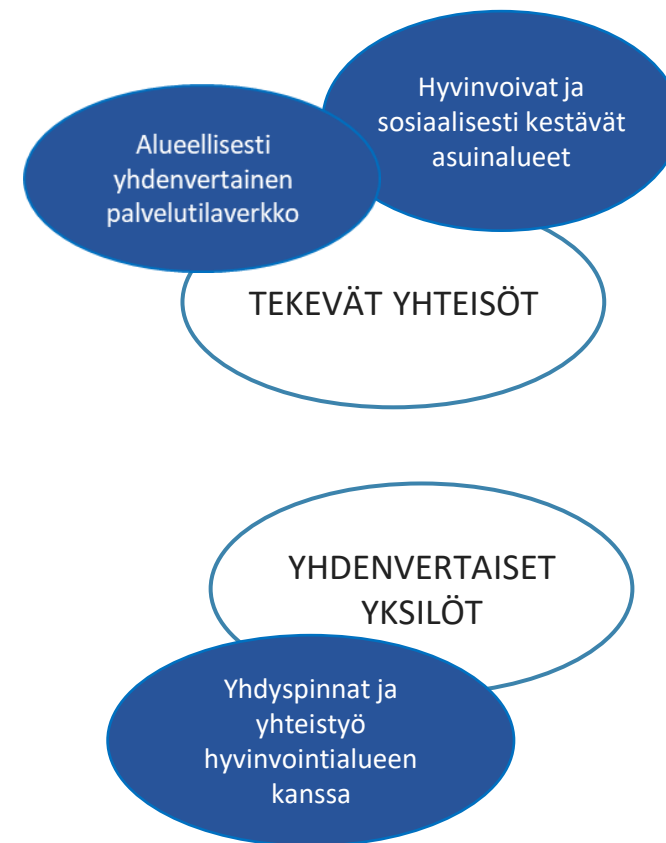 Hyvinvoivat ja
sosiaalisesti kestävät
asuinalueet
Alueellisesti
yhdenvertainen
palvelutilaverkko
TEKEVÄT YHTEISÖT
YHDENVERTAISET
YKSILÖT
Yhdyspinnat ja
yhteistyö
hyvinvointialueen
kanssa